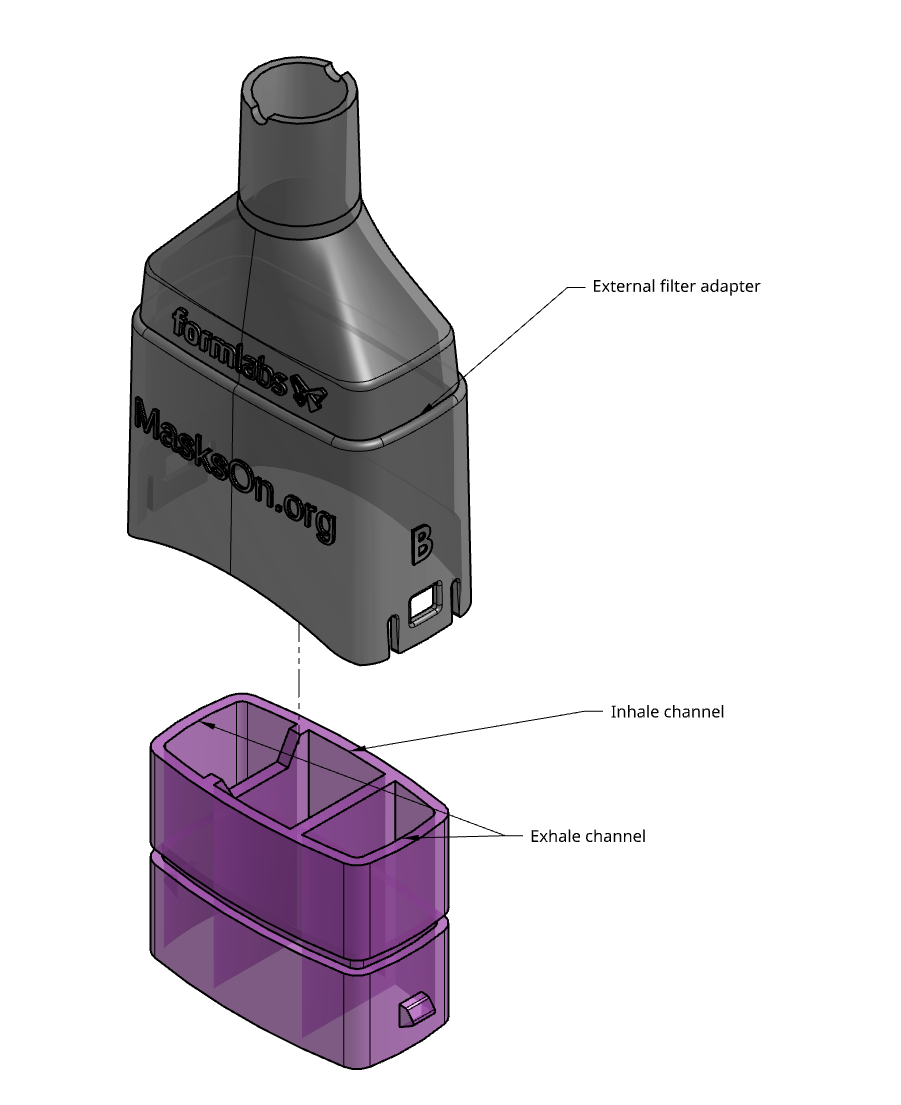 External filter adapter
formlabs
MasksOn.org
B
Inhale channel
Exhale channel